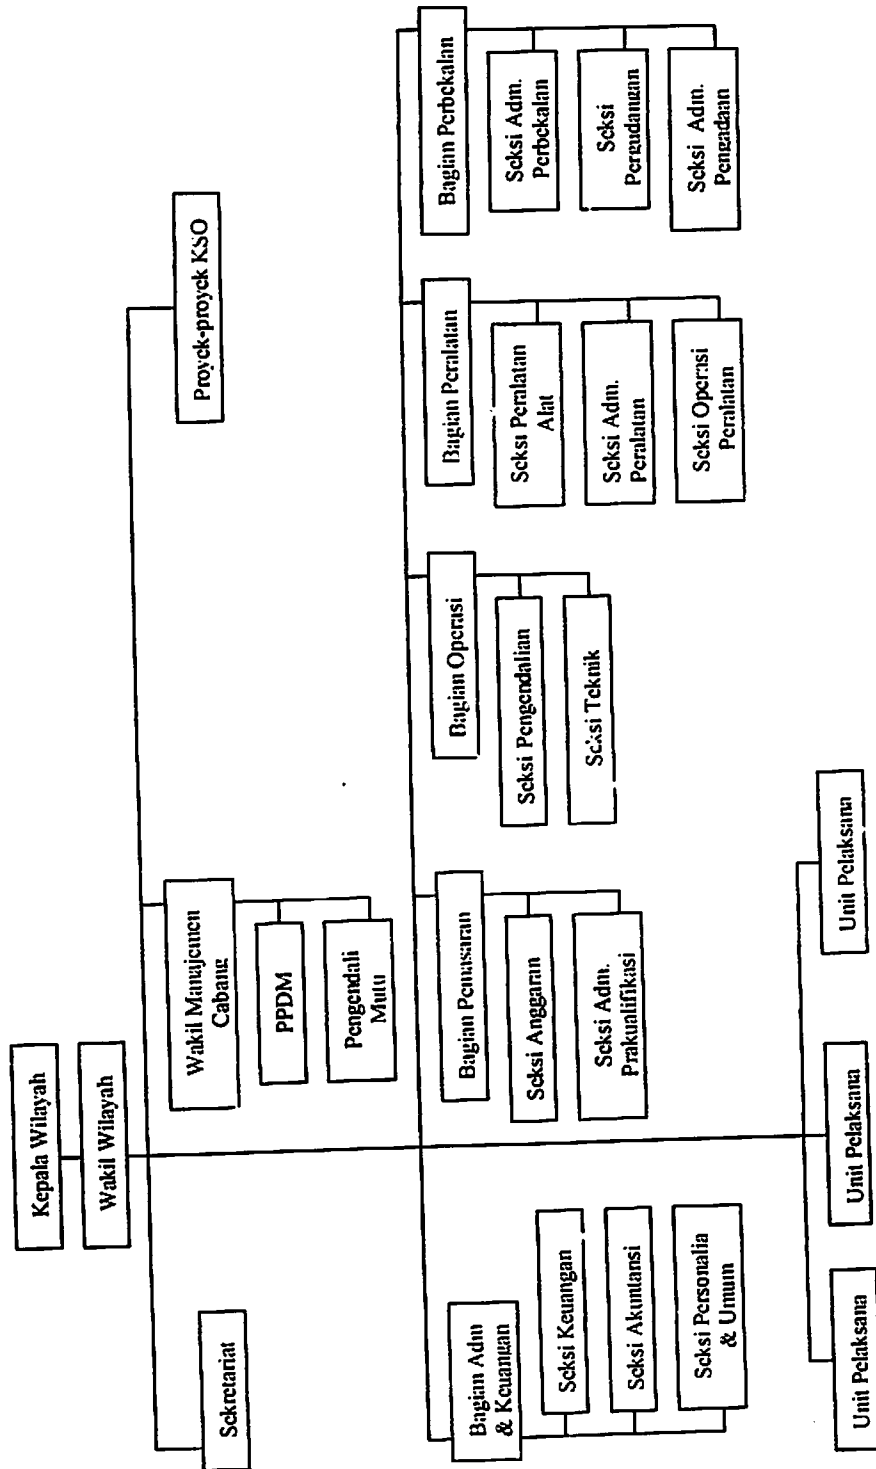 Kepala Wilayah
Wakil Wilayah
Sekretariat
Wakil Manajemen
Cabang
PPDM
Pengendali
Mutu
Proyek-proyek KSO
Bagian Adm
& Keuangan
Seksi Keuangan
Seksi Akuntansi
Seksi Personalia
& Umum
Bagian Pemasaran
Seksi Anggaran
Seksi Adm.
Prakualifikasi
Bagian Operasi
Seksi Pengendalian
Seksi Teknik
Bagian Peralatan
Seksi Peralatan
Alat
Seksi Adm.
Peralatan
Seksi Operasi
Peralatan
Bagian Perbekalan
Seksi Adm.
Perbekalan
Seksi
Pergudangan
Seksi Adm.
Pengadaan
Unit Pelaksana
Unit Pelaksana
Unit Pelaksana